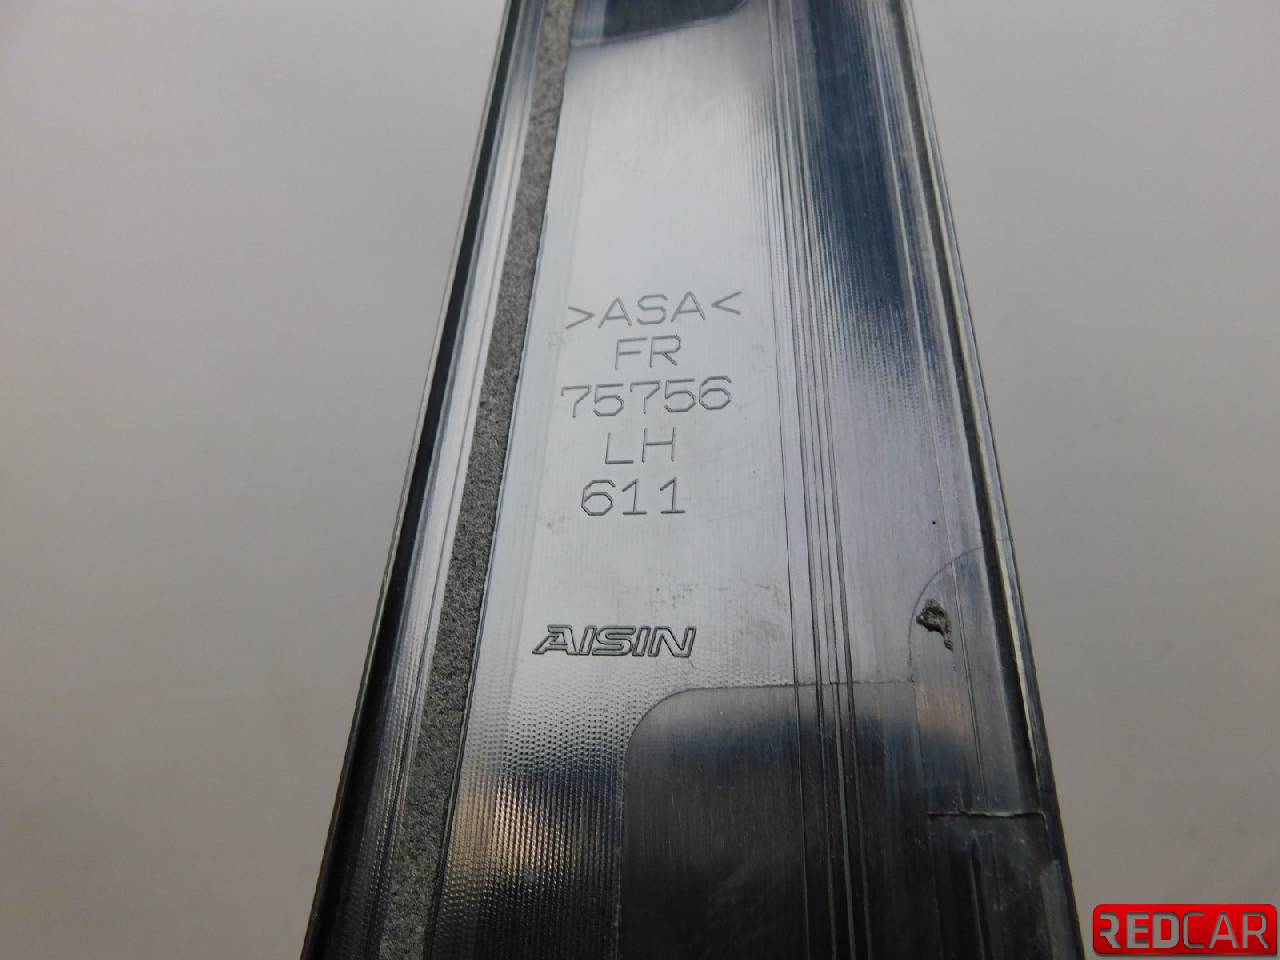 >ASA<
FR
75756
LH
611
AISIN
REDCAR